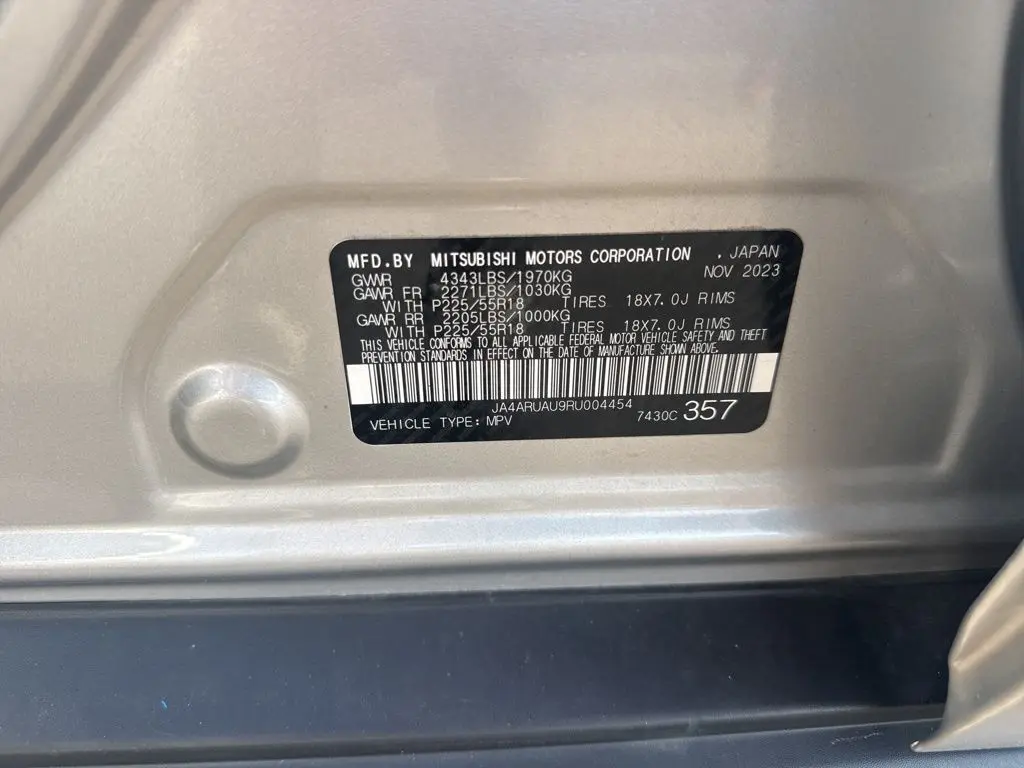 MFD.BY MITSUBISHI MOTORS CORPORATION , JAPAN
GVWR 4343LBS/1970KG NOV 2023
GAWR FR 2271LBS/1030KG
WITH P225/55R18 TIRES 18X7.0J RIMS
GAWR RR 2205LBS/1000KG
WITH P225/55R18 TIRES 18X7.0J RIMS
THIS VEHICLE CONFORMS TO ALL APPLICABLE FEDERAL MOTOR VEHICLE SAFETY AND THEFT
PREVENTION STANDARDS IN EFFECT ON THE DATE OF MANUFACTURE SHOWN ABOVE.
JA4ARUAU9RU004454
VEHICLE TYPE: MPV 7430C 357